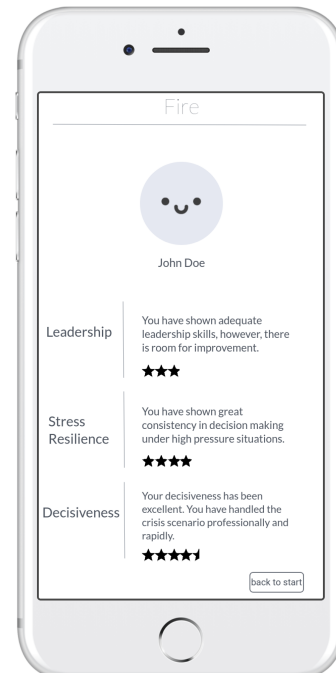 Fire
John Doe
Leadership
You have shown adequate
leadership skills, however, there
is room for improvement.
Stress
Resilience
You have shown great
consistency in decision making
under high pressure situations.
Decisiveness
Your decisiveness has been
excellent. You have handled the
crisis scenario professionally and
rapidly.
back to start